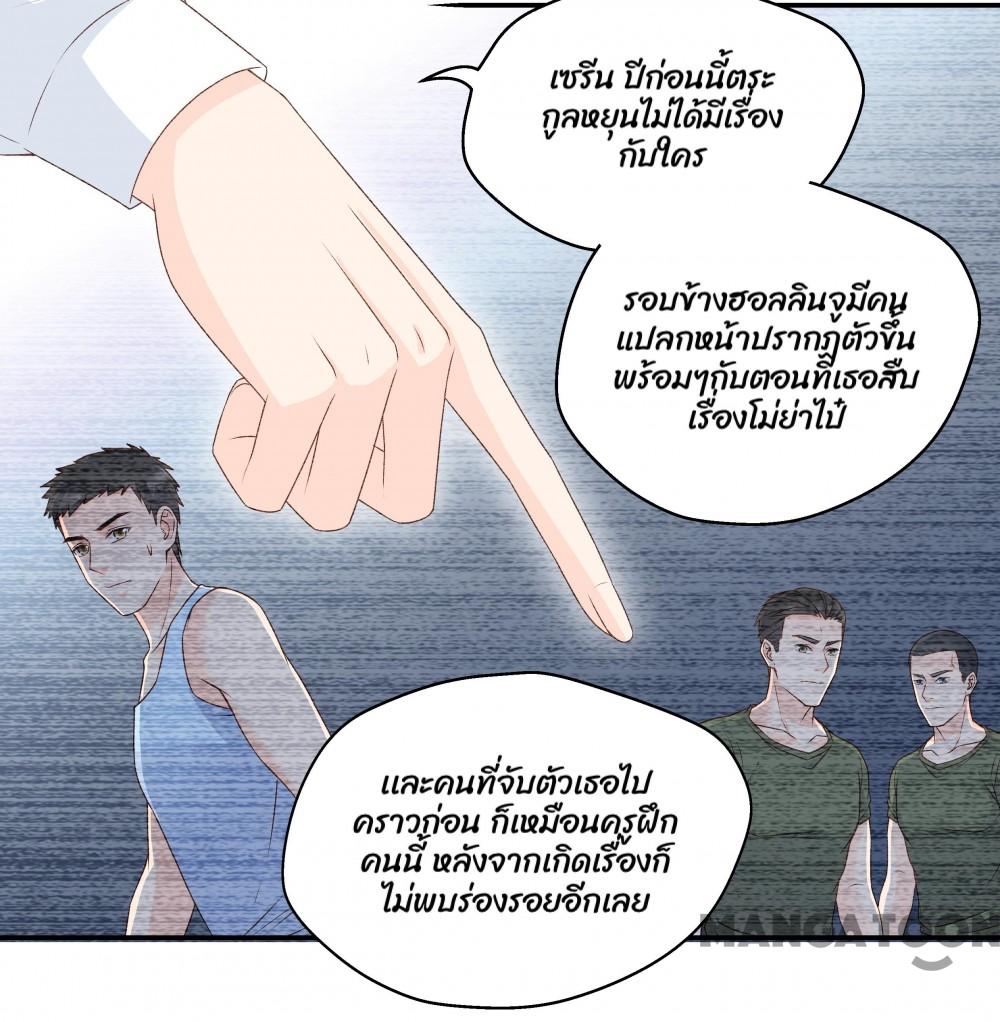 เซรีน ปีก่อนนี้ตระ
กูลหยุนไม่ได้มีเรื่อง
กับใคร
รอบข้างฮอลลินจูมีคน
แปลกหน้าปรากฏตัวขึ้น
พร้อมๆกับตอนที่เธอสืบ
เรื่องโม่ย่าไป๋
และคนที่จับตัวเธอไป
คราวก่อน ก็เหมือนครูฝึก
คนนี้ หลังจากเกิดเรื่องก็
ไม่พบร่องรอยอีกเลย
MANGATOON